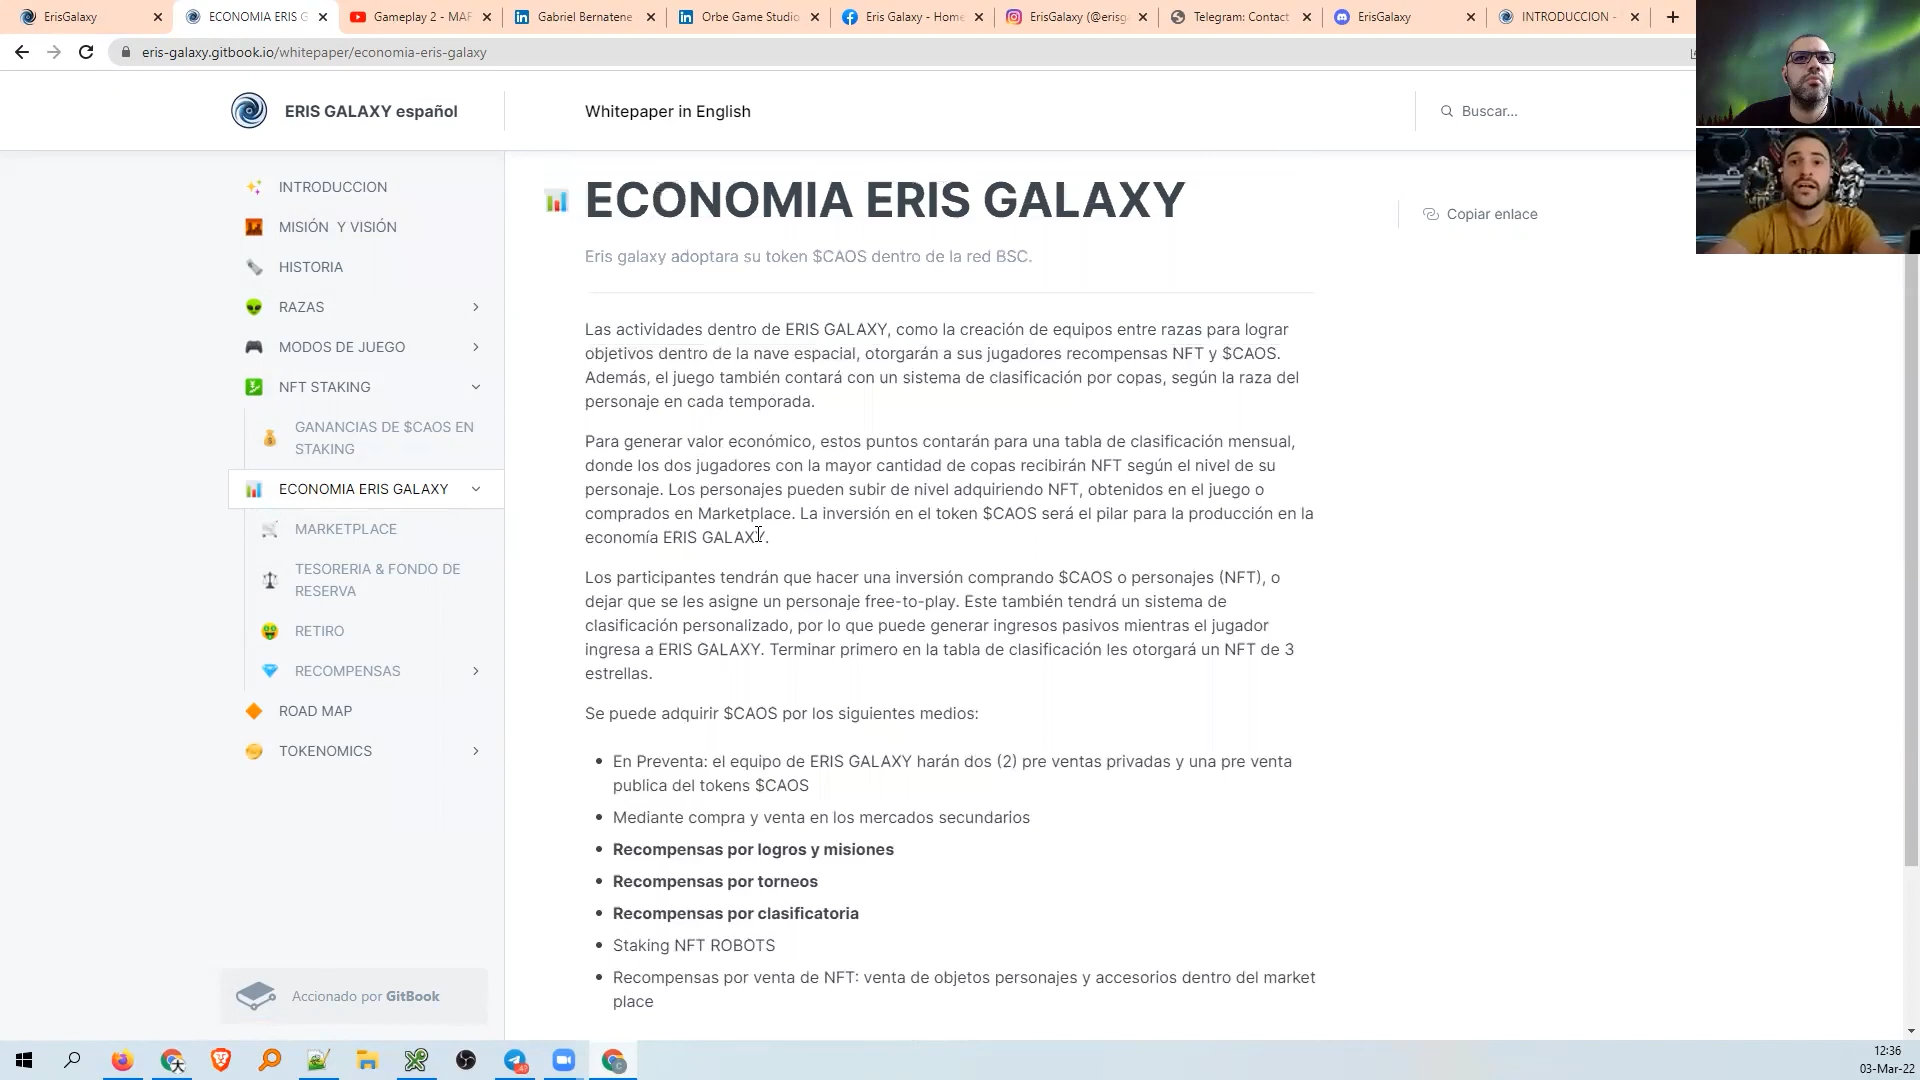 ErisGalaxy
ECONOMIA ERIS G
Gameplay 2 - MAF
Gabriel Bernatene
Orbe Game Studio
Eris Galaxy - Home
ErisGalaxy (@erisg
Telegram: Contact
ErisGalaxy
INTRODUCCION -
eris-galaxy.gitbook.io/whitepaper/economia-eris-galaxy
ERIS GALAXY español
Whitepaper in English
Buscar...
INTRODUCCION
MISIÓN Y VISIÓN
HISTORIA
RAZAS
MODOS DE JUEGO
NFT STAKING
GANANCIAS DE $CAOS EN
STAKING
ECONOMIA ERIS GALAXY
MARKETPLACE
TESORERIA & FONDO DE
RESERVA
RETIRO
RECOMPENSAS
ROAD MAP
TOKENOMICS
Accionado por GitBook
ECONOMIA ERIS GALAXY
Copiar enlace
Eris galaxy adoptara su token $CAOS dentro de la red BSC.
Las actividades dentro de ERIS GALAXY, como la creación de equipos entre razas para lograr
objetivos dentro de la nave espacial, otorgarán a sus jugadores recompensas NFT y $CAOS.
Además, el juego también contará con un sistema de clasificación por copas, según la raza del
personaje en cada temporada.
Para generar valor económico, estos puntos contarán para una tabla de clasificación mensual,
donde los dos jugadores con la mayor cantidad de copas recibirán NFT según el nivel de su
personaje. Los personajes pueden subir de nivel adquiriendo NFT, obtenidos en el juego o
comprados en Marketplace. La inversión en el token $CAOS será el pilar para la producción en la
economía ERIS GALAXY.
Los participantes tendrán que hacer una inversión comprando $CAOS o personajes (NFT), o
dejar que se les asigne un personaje free-to-play. Este también tendrá un sistema de
clasificación personalizado, por lo que puede generar ingresos pasivos mientras el jugador
ingresa a ERIS GALAXY. Terminar primero en la tabla de clasificación les otorgará un NFT de 3
estrellas.
Se puede adquirir $CAOS por los siguientes medios:
• En Preventa: el equipo de ERIS GALAXY harán dos (2) pre ventas privadas y una pre venta
publica del tokens $CAOS
• Mediante compra y venta en los mercados secundarios
• Recompensas por logros y misiones
• Recompensas por torneos
• Recompensas por clasificatoria
• Staking NFT ROBOTS
• Recompensas por venta de NFT: venta de objetos personajes y accesorios dentro del market
place
12:36
03-Mar-22